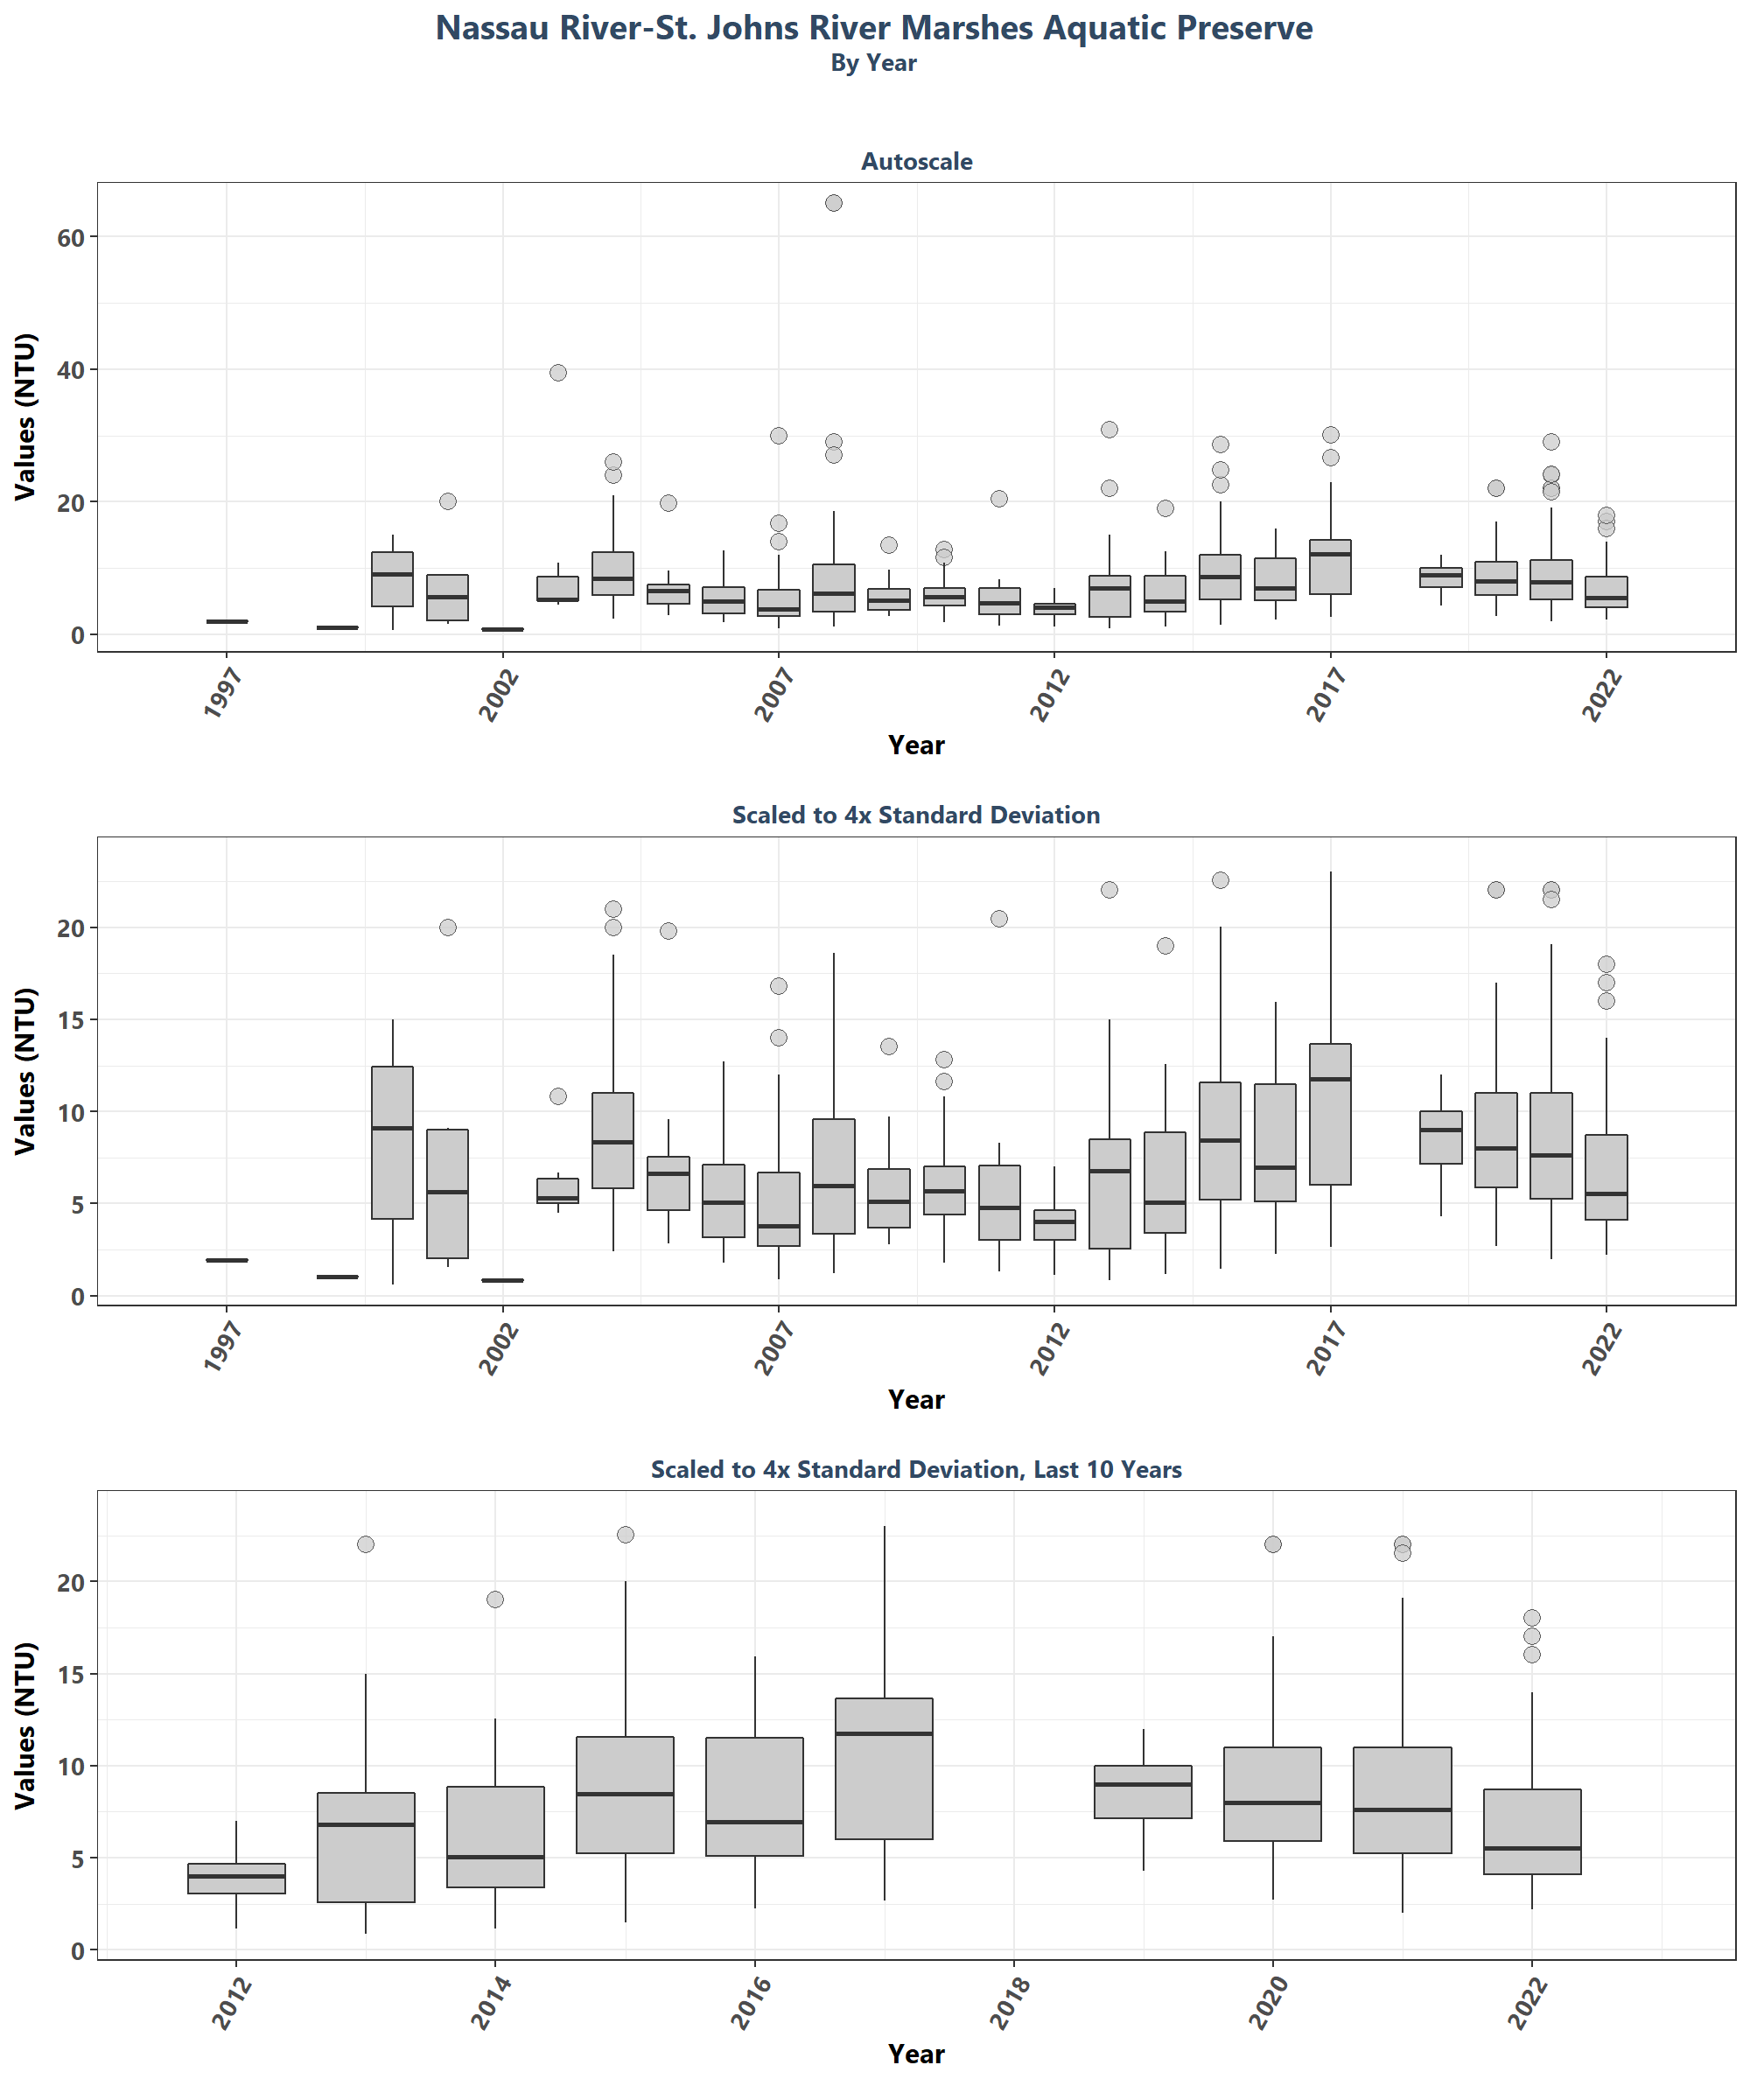 Nassau River-St. Johns River Marshes Aquatic Preserve
By Year
Autoscale
Values (NTU)
60
40
20
0
1997
2002
2007
2012
2017
2022
Year
Scaled to 4x Standard Deviation
Values (NTU)
20
15
10
5
0
1997
2002
2007
2012
2017
2022
Year
Scaled to 4x Standard Deviation, Last 10 Years
Values (NTU)
20
15
10
5
0
2012
2014
2016
2018
2020
2022
Year